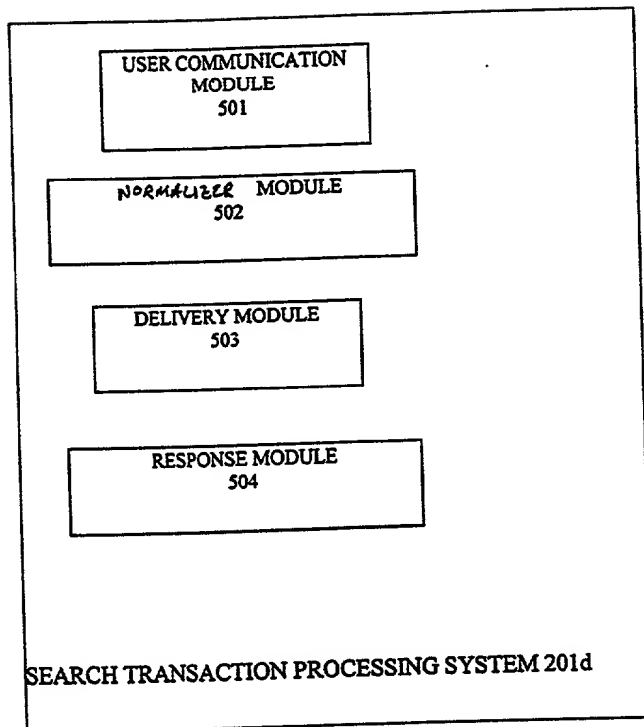 USER COMMUNICATION
MODULE
501
NORMALIZER MODULE
502
DELIVERY MODULE
503
RESPONSE MODULE
504
SEARCH TRANSACTION PROCESSING SYSTEM 201d